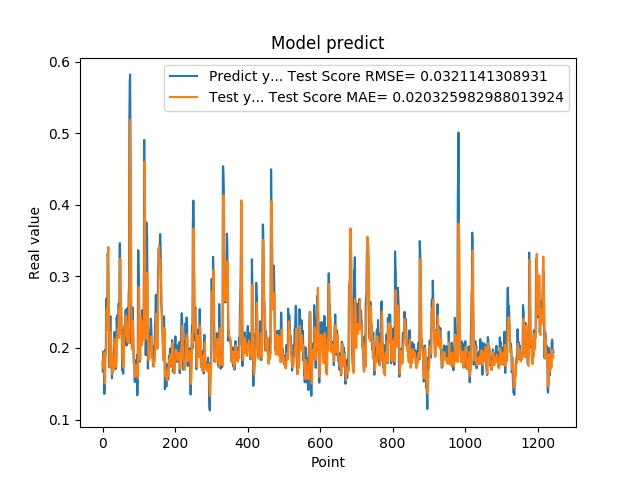 Model predict
Predict y... Test Score RMSE= 0.0321141308931
Test y... Test Score MAE= 0.020325982988013924
0.6
0.5
0.4
0.3
0.2
0.1
Real value
0 200 400 600 800 1000 1200
Point